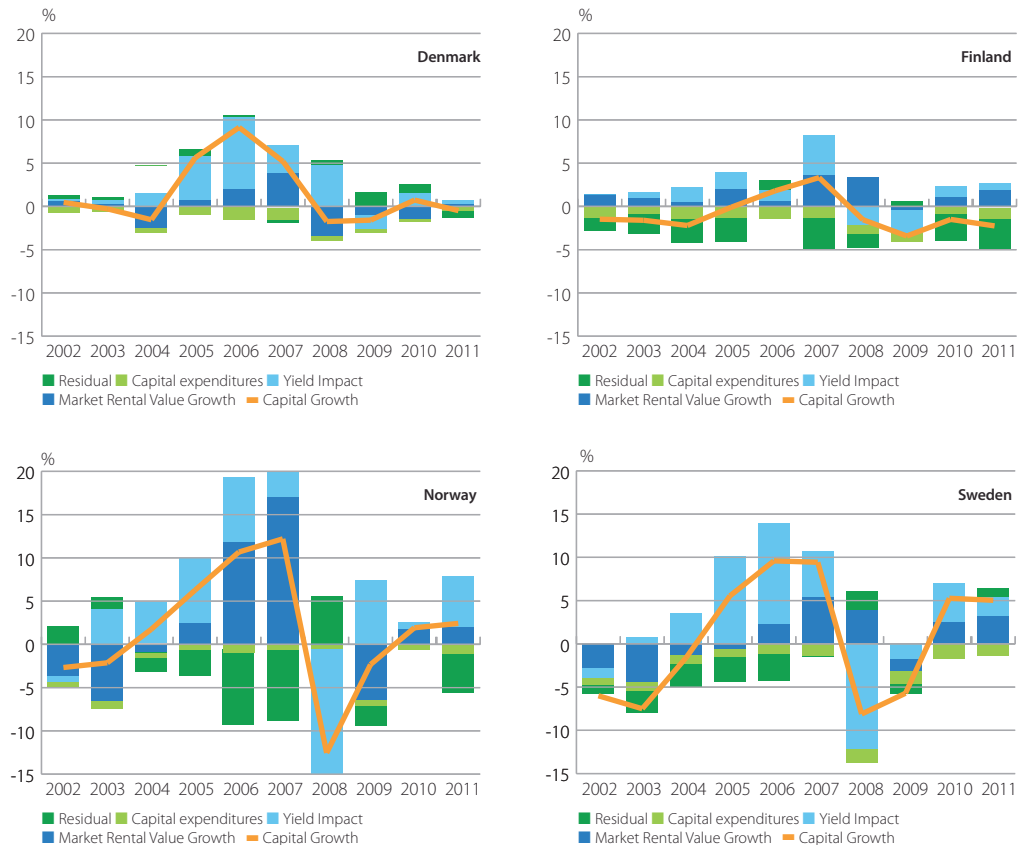 %
20
15
10
5
0
-5
-10
-15
Denmark
2002 2003 2004 2005 2006 2007 2008 2009 2010 2011
Residual Capital expenditures Yield Impact
Market Rental Value Growth Capital Growth
%
20
15
10
5
0
-5
-10
-15
Finland
2002 2003 2004 2005 2006 2007 2008 2009 2010 2011
Residual Capital expenditures Yield Impact
Market Rental Value Growth Capital Growth
%
20
15
10
5
0
-5
-10
-15
Norway
2002 2003 2004 2005 2006 2007 2008 2009 2010 2011
Residual Capital expenditures Yield Impact
Market Rental Value Growth Capital Growth
%
20
15
10
5
0
-5
-10
-15
Sweden
2002 2003 2004 2005 2006 2007 2008 2009 2010 2011
Residual Capital expenditures Yield Impact
Market Rental Value Growth Capital Growth